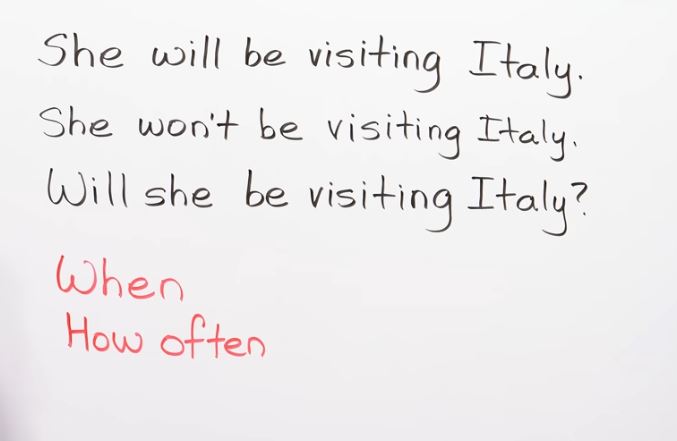 She will be visiting Italy.
She won't be visiting Italy.
Will she be visiting Italy?
When
How often